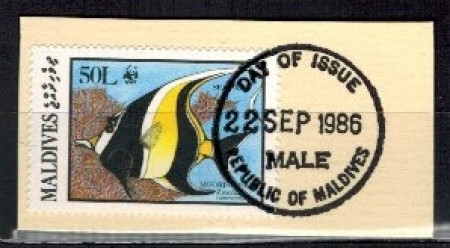 50L
MALDIVES
DAY OF ISSUE
22 SEP 1986
MALE
REPUBLIC OF MALDIVES